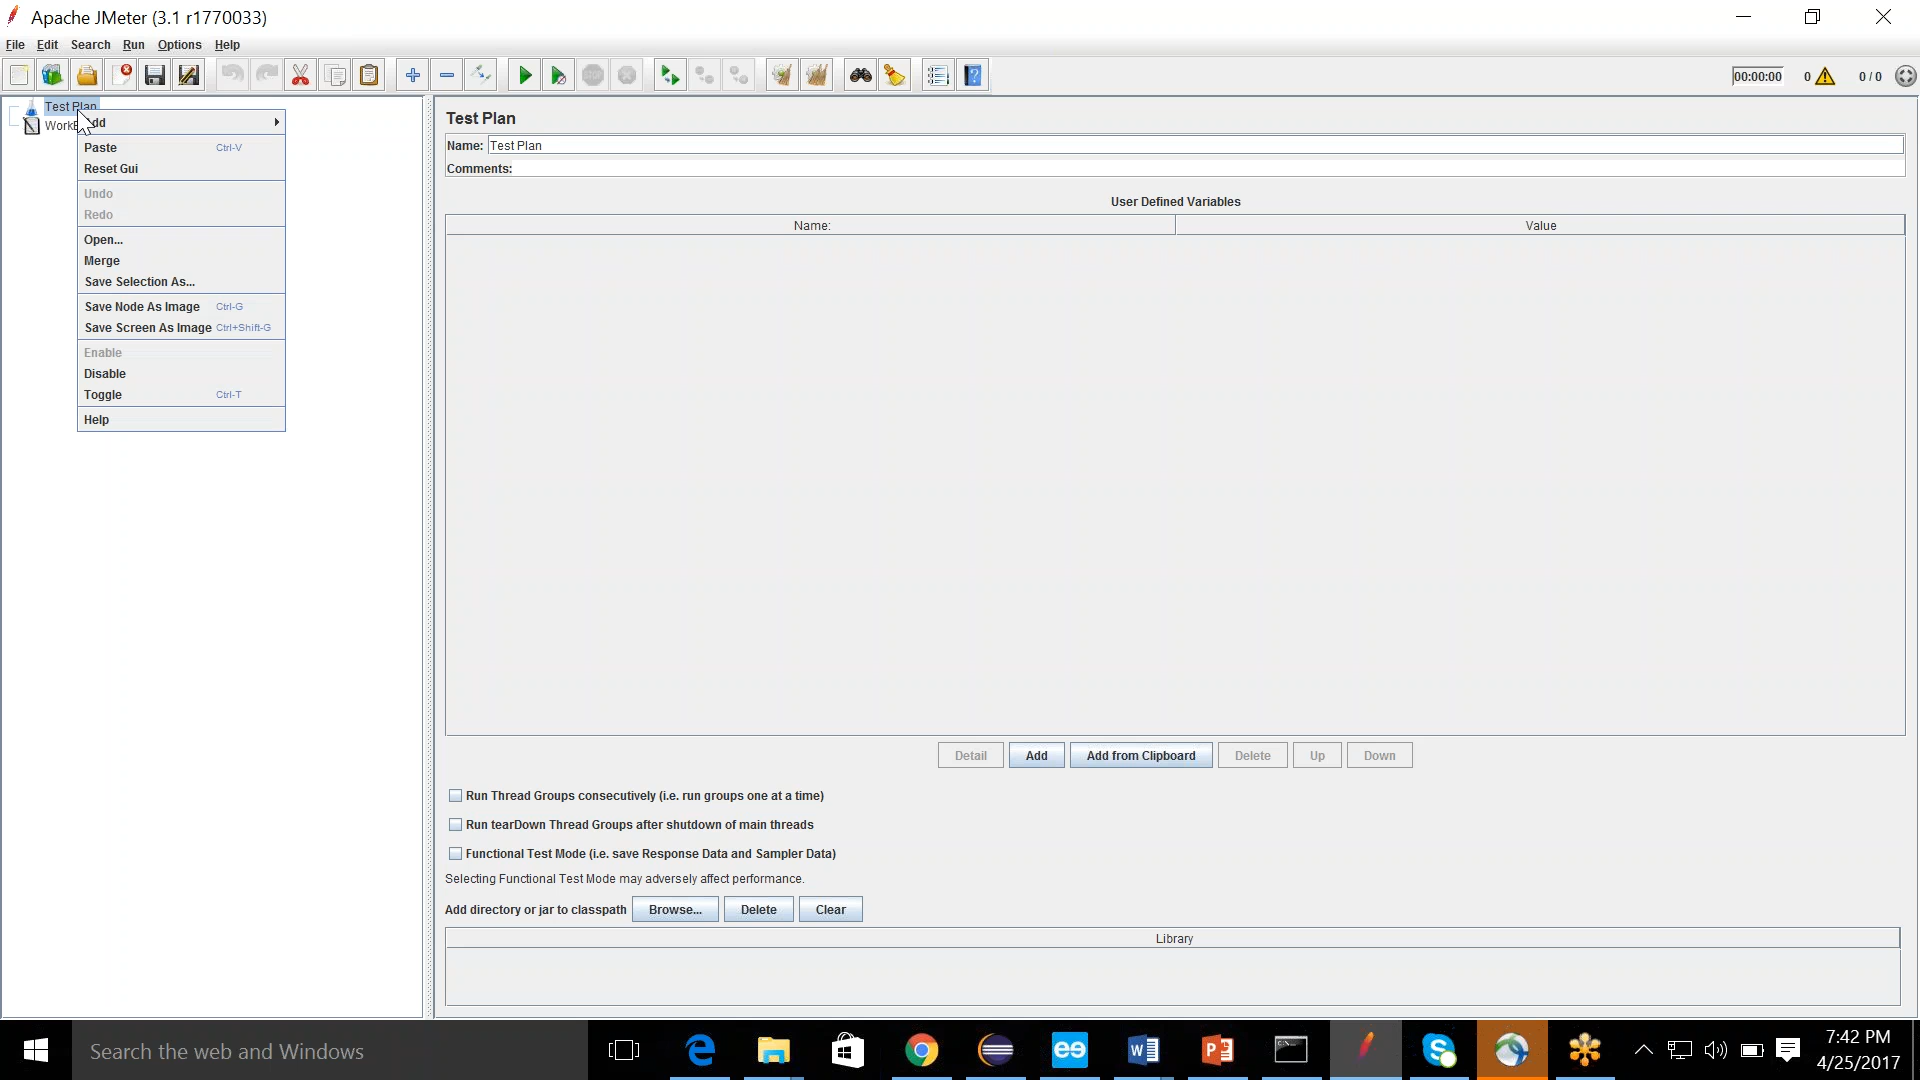 Apache JMeter (3.1 r1770033)
File Edit Search Run Options Help
00:00:00 0 0 / 0
Test Plan
Add
Paste Ctrl-V
Reset Gui
Undo
Redo
Open...
Merge
Save Selection As...
Save Node As Image Ctrl-G
Save Screen As Image Ctrl+Shift-G
Enable
Disable
Toggle Ctrl-T
Help
Test Plan
Name: Test Plan
Comments:
User Defined Variables
Name: Value
Detail Add Add from Clipboard Delete Up Down
Run Thread Groups consecutively (i.e. run groups one at a time)
Run tearDown Thread Groups after shutdown of main threads
Functional Test Mode (i.e. save Response Data and Sampler Data)
Selecting Functional Test Mode may adversely affect performance.
Add directory or jar to classpath Browse... Delete Clear
Library
Search the web and Windows
7:42 PM
4/25/2017